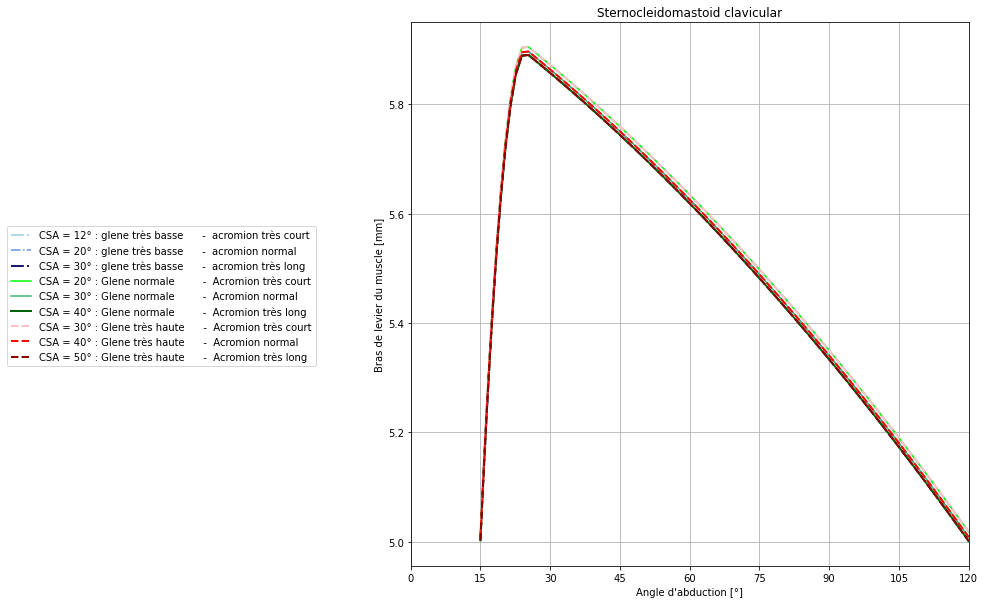 Sternocleidomastoid clavicular
5.8
5.6
5.4
5.2
5.0
Bras de levier du muscle [mm]
0 15 30 45 60 75 90 105 120
Angle d'abduction [°]
CSA = 12° : glene très basse - acromion très court
CSA = 20° : glene très basse - acromion normal
CSA = 30° : glene très basse - acromion très long
CSA = 20° : Glene normale - Acromion très court
CSA = 30° : Glene normale - Acromion normal
CSA = 40° : Glene normale - Acromion très long
CSA = 30° : Glene très haute - Acromion très court
CSA = 40° : Glene très haute - Acromion normal
CSA = 50° : Glene très haute - Acromion très long